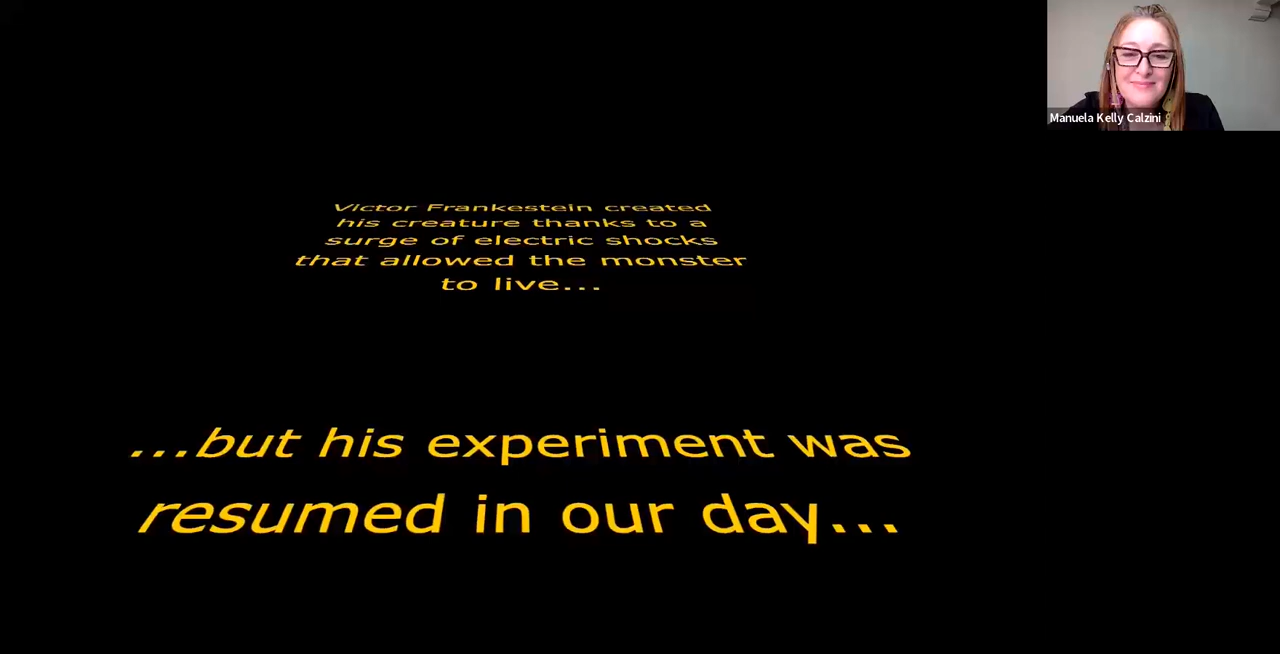 Manuela Kelly Calzini
Victor Frankestein created
his creature thanks to a
surge of electric shocks
that allowed the monster
to live...
...but his experiment was
resumed in our day...